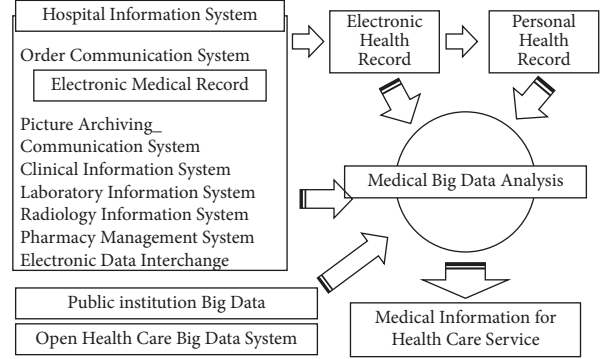 Hospital Information System
Order Communication System
Electronic Medical Record
Picture Archiving_
Communication System
Clinical Information System
Laboratory Information System
Radiology Information System
Pharmacy Management System
Electronic Data Interchange
Electronic
Health
Record
Personal
Health
Record
Medical Big Data Analysis
Public institution Big Data
Open Health Care Big Data System
Medical Information for
Health Care Service